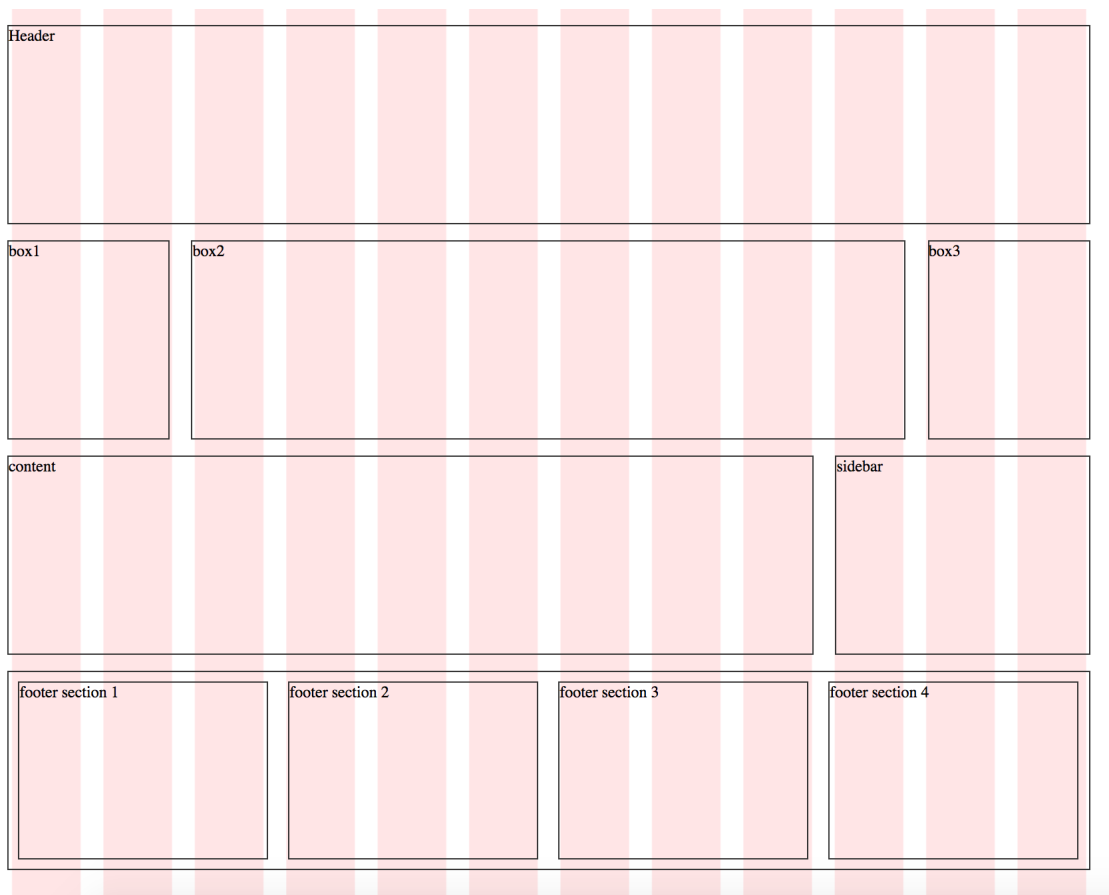 Header
box1
box2
box3
content
sidebar
footer section 1
footer section 2
footer section 3
footer section 4